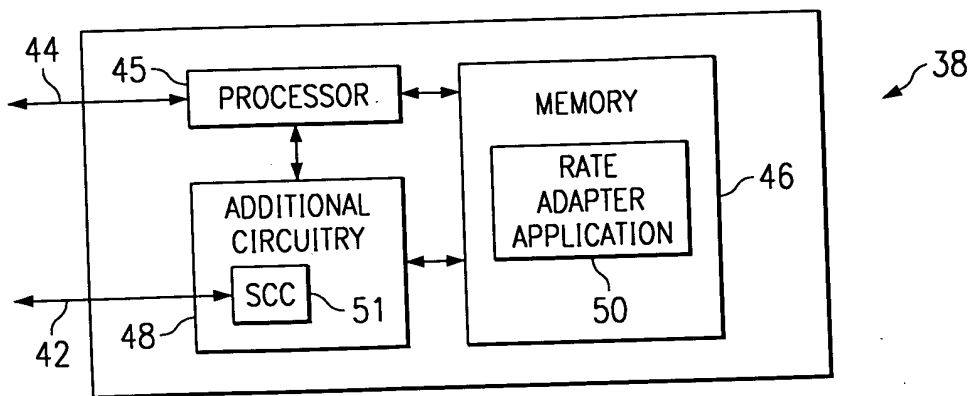 44
45
PROCESSOR
MEMORY
38
RATE
ADAPTER
APPLICATION
46
ADDITIONAL
CIRCUITRY
SCC
51
50
48
42